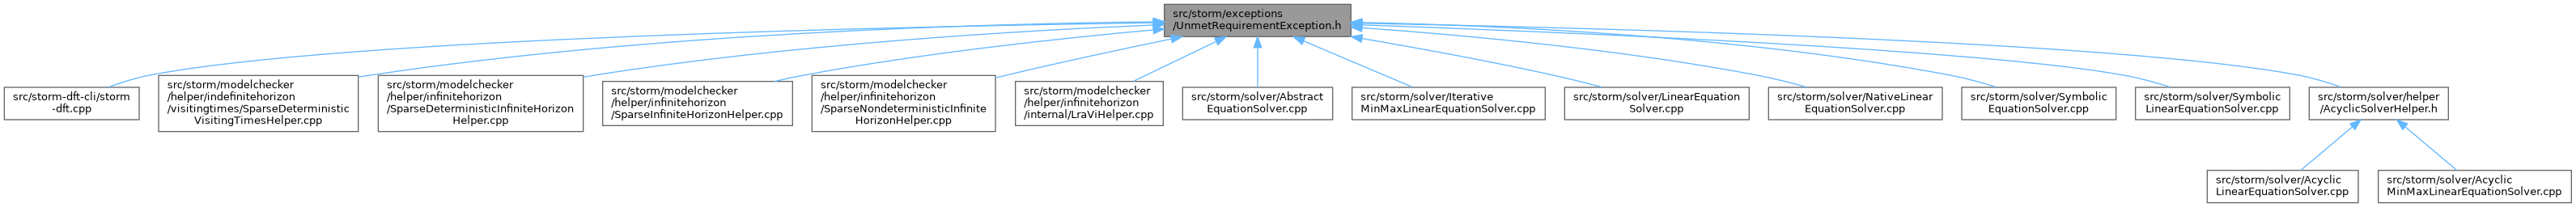 src/storm/exceptions
/UnmetRequirementException.h
src/storm-dft-cli/storm
-dft.cpp
src/storm/modelchecker
/helper/indefinitehorizon
/visitingtimes/SparseDeterministic
VisitingTimesHelper.cpp
src/storm/modelchecker
/helper/infinitehorizon
/SparseDeterministicInfiniteHorizon
Helper.cpp
src/storm/modelchecker
/helper/infinitehorizon
/SparseInfiniteHorizonHelper.cpp
src/storm/modelchecker
/helper/infinitehorizon
/SparseNondeterministicInfinite
HorizonHelper.cpp
src/storm/modelchecker
/helper/infinitehorizon
/internal/LraViHelper.cpp
src/storm/solver/Abstract
EquationSolver.cpp
src/storm/solver/Iterative
MinMaxLinearEquationSolver.cpp
src/storm/solver/LinearEquation
Solver.cpp
src/storm/solver/NativeLinear
EquationSolver.cpp
src/storm/solver/Symbolic
EquationSolver.cpp
src/storm/solver/Symbolic
LinearEquationSolver.cpp
src/storm/solver/helper
/AcyclicSolverHelper.h
src/storm/solver/Acyclic
LinearEquationSolver.cpp
src/storm/solver/Acyclic
MinMaxLinearEquationSolver.cpp